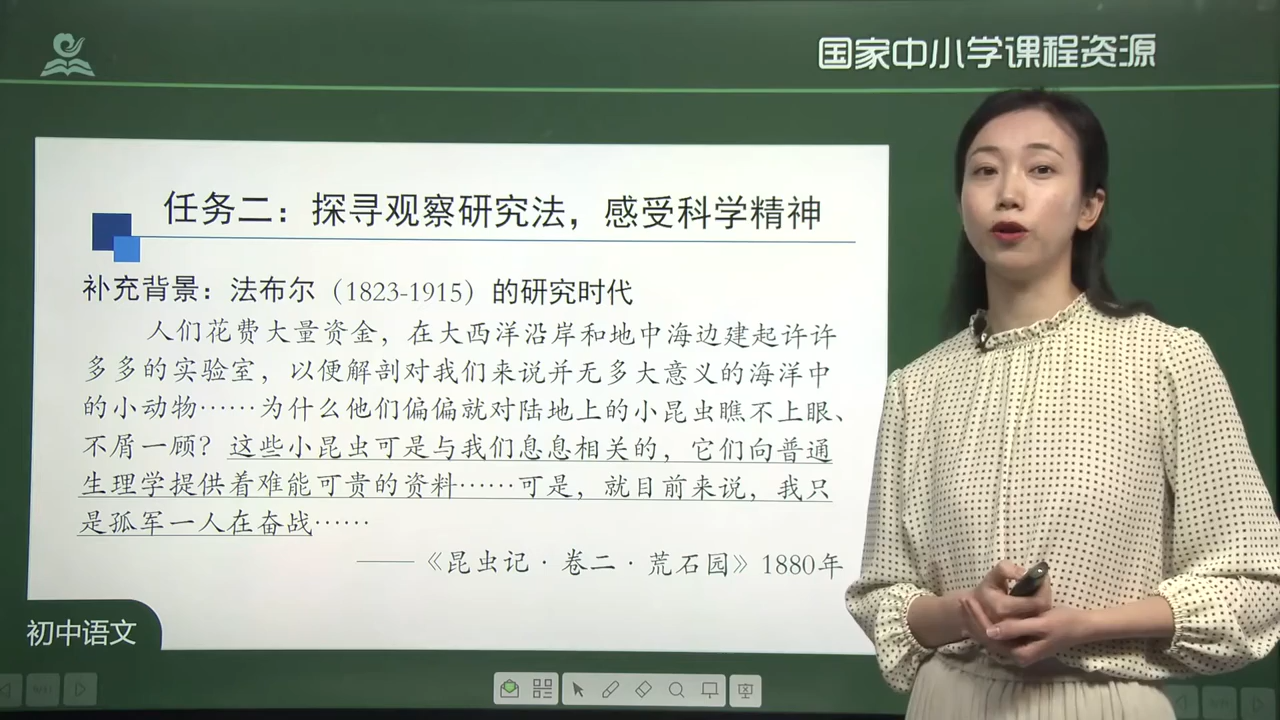 国家中小学课程资源
任务二：探寻观察研究法，感受科学精神
补充背景：法布尔（1823-1915）的研究时代
人们花费大量资金，在大西洋沿岸和地中海边建起许许
多多的实验室，以便解剖对我们来说并无多大意义的海洋中
的小动物……为什么他们偏偏就对陆地上的小昆虫瞧不上眼、
不屑一顾？这些小昆虫可是与我们息息相关的，它们向普通
生理学提供着难能可贵的资料……可是，就目前来说，我只
是孤军一人在奋战……
——《昆虫记·卷二·荒石园》1880年
初中语文